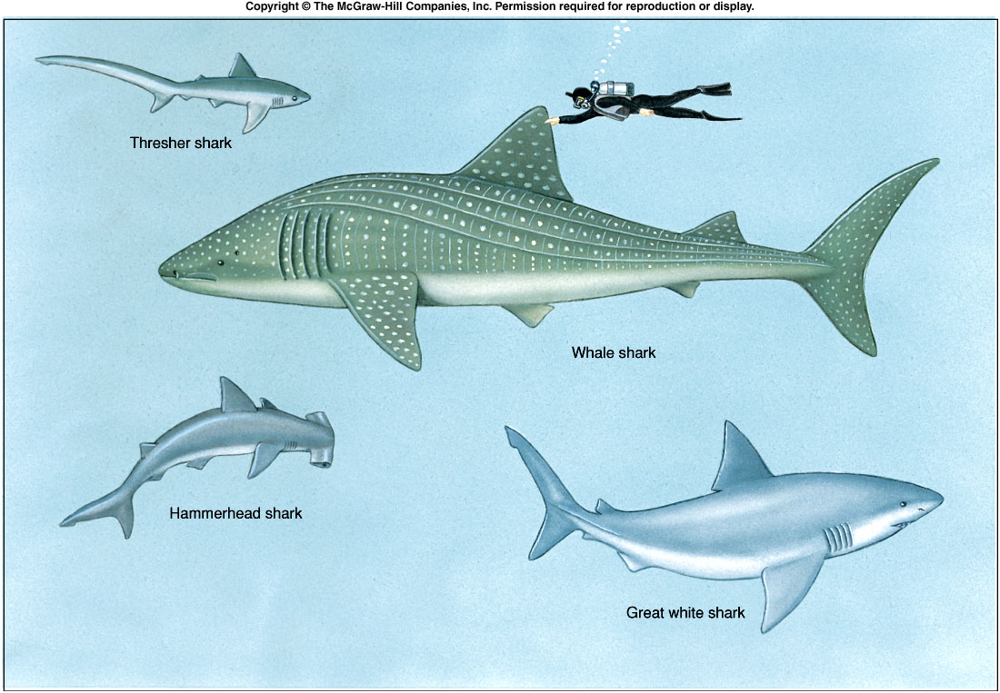 Copyright © The McGraw-Hill Companies, Inc. Permission required for reproduction or display.
Thresher shark
Whale shark
Hammerhead shark
Great white shark